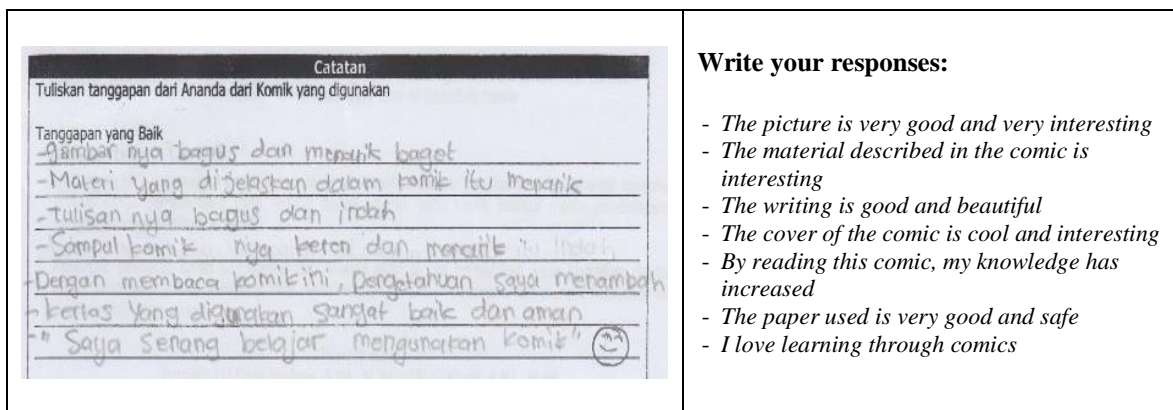 Catatan
Tuliskan tanggapan dari Ananda dari Komik yang digunakan
Tanggapan yang Baik
-gambar nya bagus dan menarik baget
-Materi yang dijelaskan dalam komik itu menarik
-tulisan nya bagus dan indah
-Sampul komik nya keren dan menarik
-Dengan membaca komik ini, Pengetahuan saya menambah
- kertas yang digunakan sangat baik dan aman
-" Saya Senang belajar mengunakan komik"
Write your responses:
- The picture is very good and very interesting
- The material described in the comic is
interesting
- The writing is good and beautiful
- The cover of the comic is cool and interesting
- By reading this comic, my knowledge has
increased
- The paper used is very good and safe
- I love learning through comics